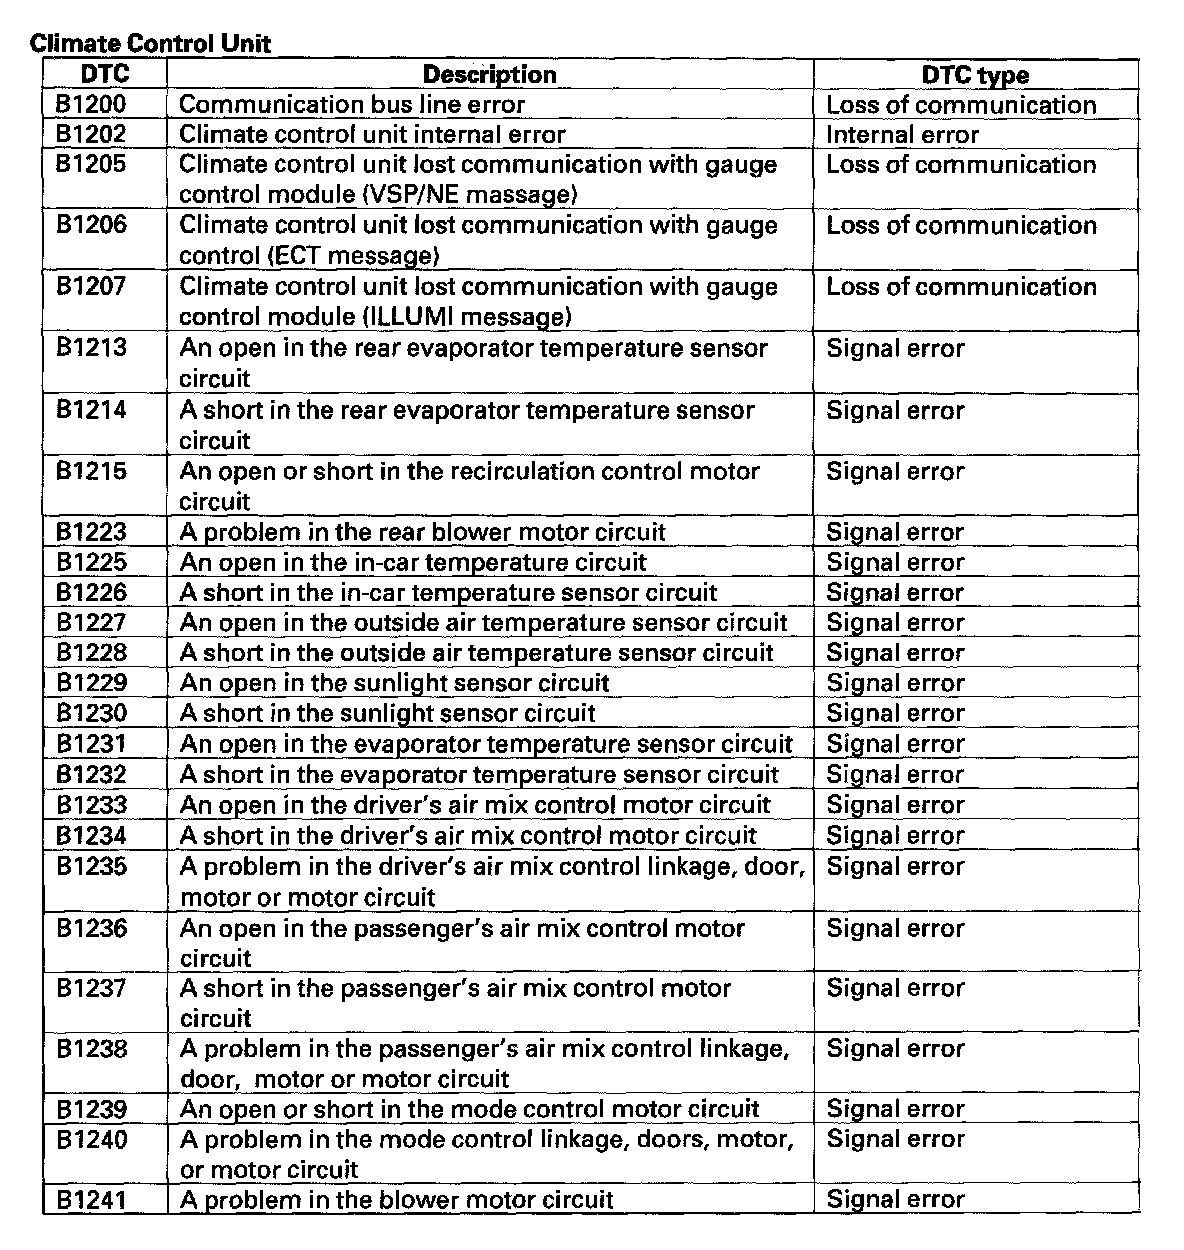 Climate Control Unit
DTC Description DTC type
B1200 Communication bus line error Loss of communication
B1202 Climate control unit internal error Internal error
B1205 Climate control unit lost communication with gauge Loss of communication
control module (VSP/NE massage)
B1206 Climate control unit lost communication with gauge Loss of communication
control (ECT message)
B1207 Climate control unit lost communication with gauge Loss of communication
control module (ILLUMI message)
B1213 An open in the rear evaporator temperature sensor Signal error
circuit
B1214 A short in the rear evaporator temperature sensor Signal error
circuit
B1215 An open or short in the recirculation control motor Signal error
circuit
B1223 A problem in the rear blower motor circuit Signal error
B1225 An open in the in-car temperature circuit Signal error
B1226 A short in the in-car temperature sensor circuit Signal error
B1227 An open in the outside air temperature sensor circuit Signal error
B1228 A short in the outside air temperature sensor circuit Signal error
B1229 An open in the sunlight sensor circuit Signal error
B1230 A short in the sunlight sensor circuit Signal error
B1231 An open in the evaporator temperature sensor circuit Signal error
B1232 A short in the evaporator temperature sensor circuit Signal error
B1233 An open in the driver's air mix control motor circuit Signal error
B1234 A short in the driver's air mix control motor circuit Signal error
B1235 A problem in the driver's air mix control linkage, door, Signal error
motor or motor circuit
B1236 An open in the passenger's air mix control motor Signal error
circuit
B1237 A short in the passenger's air mix control motor Signal error
circuit
B1238 A problem in the passenger's air mix control linkage, Signal error
door, motor or motor circuit
B1239 An open or short in the mode control motor circuit Signal error
B1240 A problem in the mode control linkage, doors, motor, Signal error
or motor circuit
B1241 A problem in the blower motor circuit Signal error